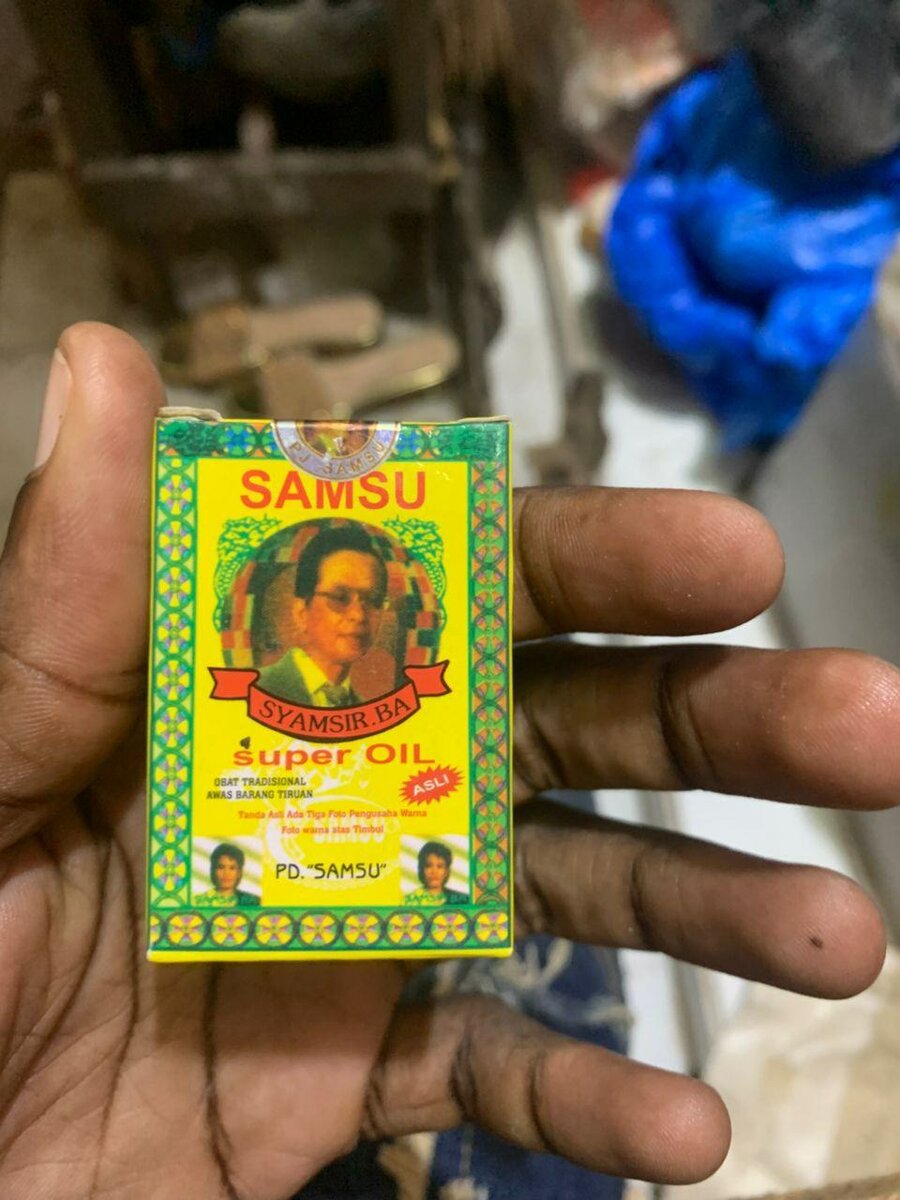 PJ SAMSU
SAMSU
SYAMSIR.BA
super OIL
OBAT TRADISIONAL
AWAS BARANG TIRUAN
ASLI
Tanda Asli Ada Tiga Foto Pengusaha Warna
Foto warna atas Timbul
PD. "SAMSU"